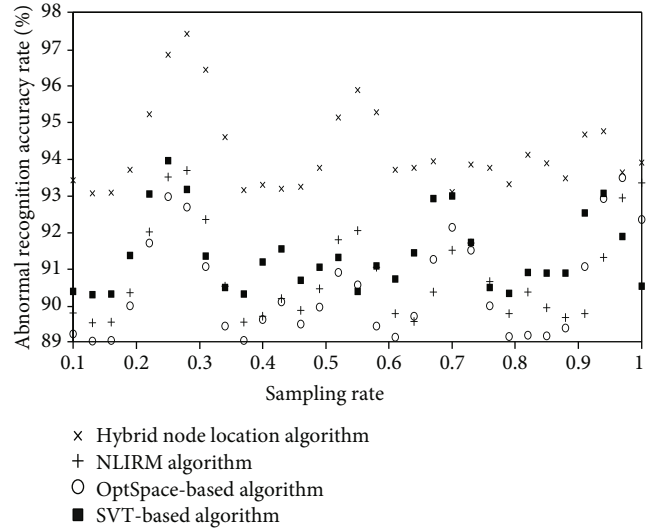 Abnormal recognition accuracy rate (%)
98
97
96
95
94
93
92
91
90
89
0.1 0.2 0.3 0.4 0.5 0.6 0.7 0.8 0.9 1
Sampling rate
Hybrid node location algorithm
NLIRM algorithm
OptSpace-based algorithm
SVT-based algorithm